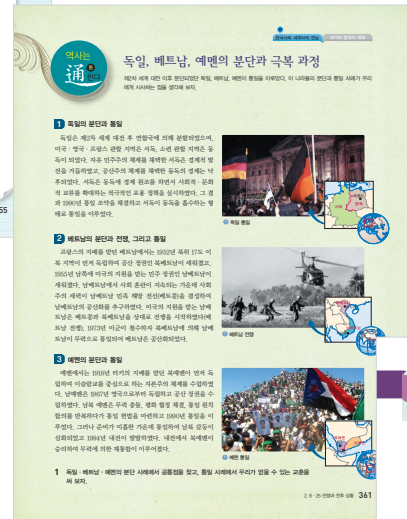 한국사와 세계사의 만남
역사는
通
통
한다
독일, 베트남, 예멘의 분단과 극복 과정
제2차 세계 대전 이후 분단되었던 독일, 베트남, 예멘이 통일을 이루었다. 이 나라들의 분단과 통일 사례가 우리
에게 시사하는 점을 생각해 보자.
1 독일의 분단과 통일
독일은 제2차 세계 대전 후 연합국에 의해 분할되었으며,
미국·영국·프랑스 관할 지역은 서독, 소련 관할 지역은 동
독이 되었다. 자유 민주주의 체제를 채택한 서독은 경제적 발
전을 거듭하였고, 공산주의 체제를 채택한 동독의 경제는 낙
후되었다. 서독은 동독에 경제 원조를 하면서 사회적·문화
적 교류를 확대하는 적극적인 포용 정책을 실시하였다. 그 결
과 1990년 통일 조약을 체결하고 서독이 동독을 흡수하는 형
태로 통일을 이루었다.
독일 통일
55
2 베트남의 분단과 전쟁, 그리고 통일
프랑스의 지배를 받던 베트남에서는 1952년 북위 17도 이
북 지역이 먼저 독립하여 공산 정권인 북베트남이 세워졌고,
1955년 남쪽에 미국의 지원을 받는 민주 정권인 남베트남이
세워졌다. 남베트남에서 사회 혼란이 지속되는 가운데 사회
주의 세력이 남베트남 민족 해방 전선(베트콩)을 결성하여
남베트남의 공산화를 추구하였다. 미국의 지원을 받는 남베
트남은 베트콩과 북베트남을 상대로 전쟁을 시작하였다(베
트남 전쟁). 1973년 미군이 철수하자 북베트남에 의해 남베
트남이 무력으로 통일되어 베트남은 공산화되었다.
베트남 전쟁
3 예멘의 분단과 통일
예멘에서는 1918년 터키의 지배를 받던 북예멘이 먼저 독
립하여 이슬람교를 중심으로 하는 자본주의 체제를 수립하였
다. 남예멘은 1967년 영국으로부터 독립하고 공산 정권을 수
립하였다. 남북 예멘은 무력 충돌, 평화 협정 체결, 통일 원칙
합의를 반복하다가 통일 헌법을 마련하고 1990년 통일을 이
루었다. 그러나 준비가 미흡한 가운데 통일하여 남북 갈등이
심화되었고 1994년 내전이 발발하였다. 내전에서 북예멘이
승리하여 무력에 의한 재통합이 이루어졌다.
예멘 통일
1 독일·베트남·예멘의 분단 사례에서 공통점을 찾고, 통일 사례에서 우리가 얻을 수 있는 교훈을
써 보자.
2. 6·25 전쟁과 전후 상황 361